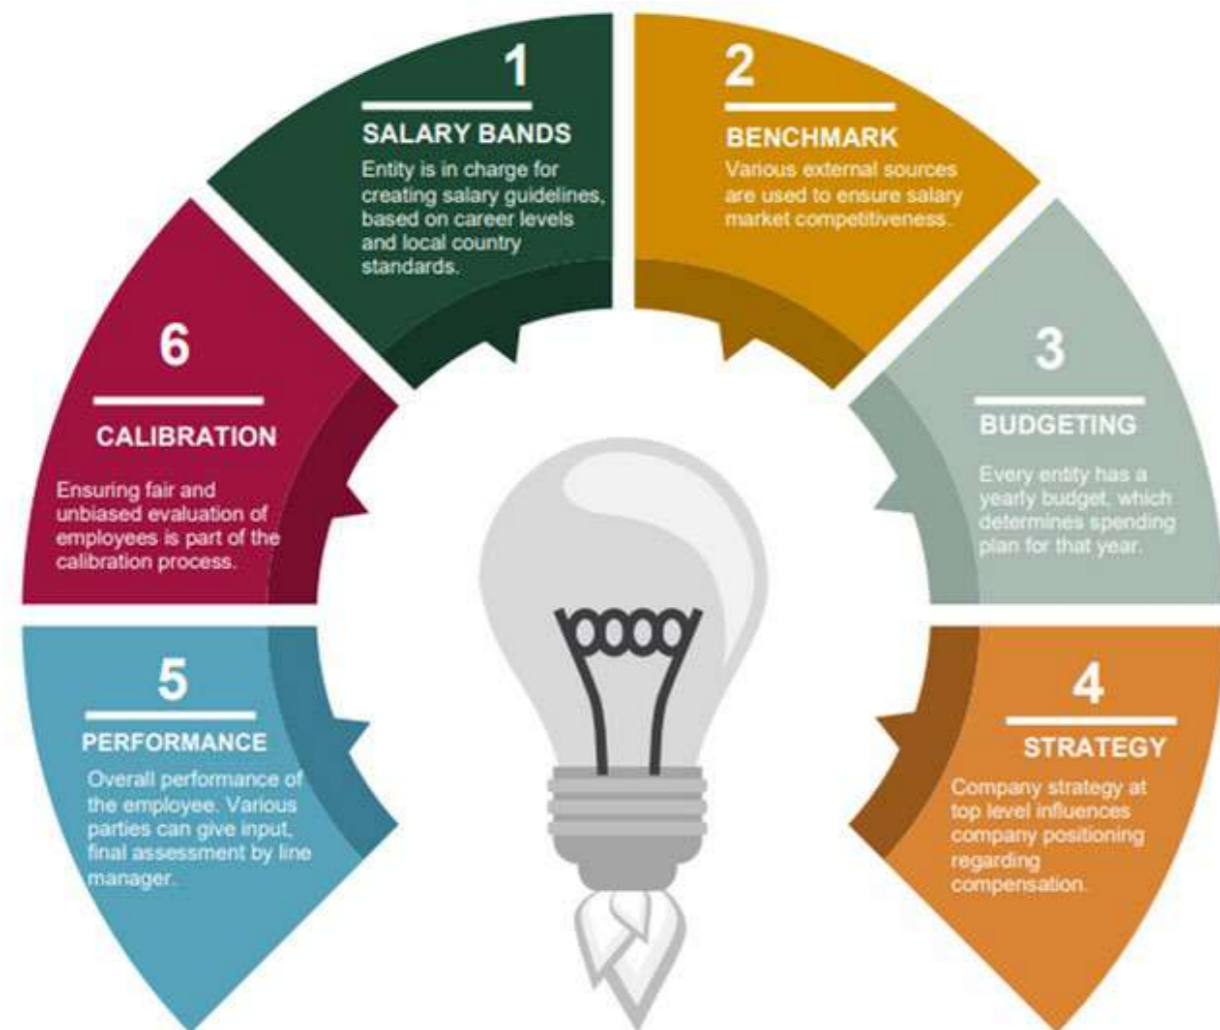 1
SALARY BANDS
Entity is in charge for
creating salary guidelines,
based on career levels
and local country
standards.
2
BENCHMARK
Various external sources
are used to ensure salary
market competitiveness.
3
BUDGETING
Every entity has a
yearly budget, which
determines spending
plan for that year.
4
STRATEGY
Company strategy at
top level influences
company positioning
regarding
compensation.
5
PERFORMANCE
Overall performance of
the employee. Various
parties can give input,
final assessment by line
manager.
6
CALIBRATION
Ensuring fair and
unbiased evaluation of
employees is part of the
calibration process.